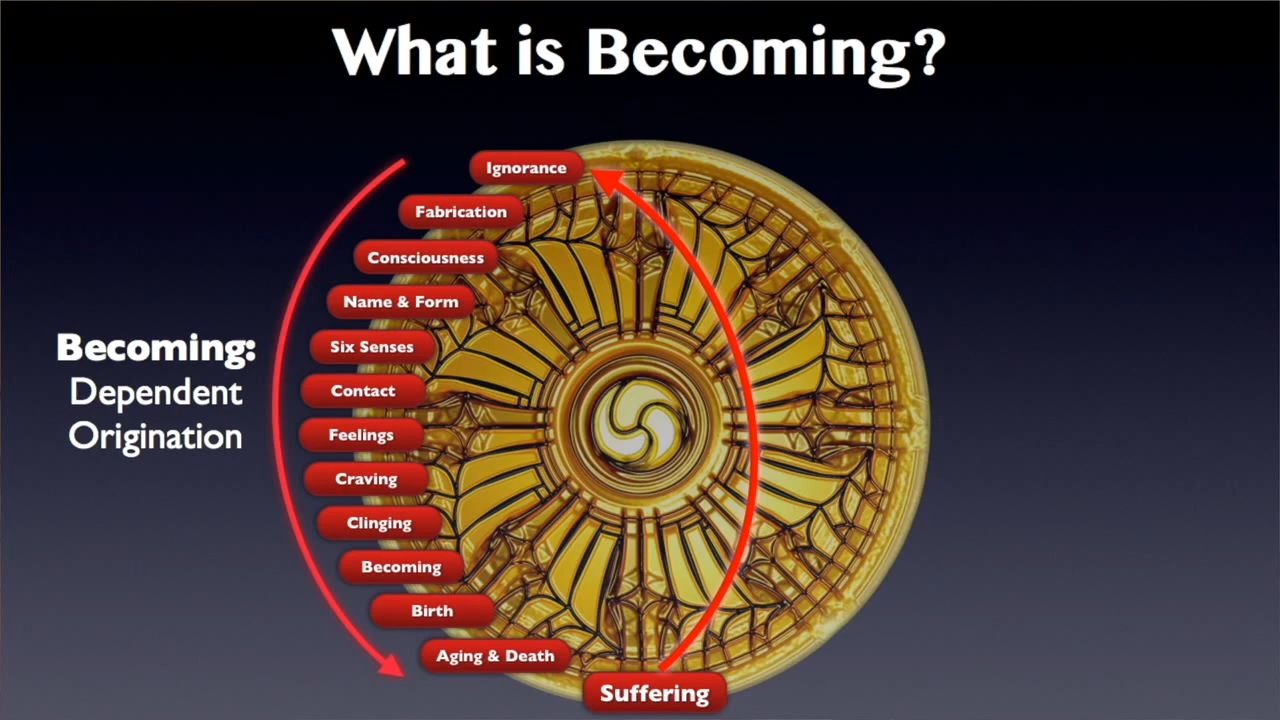 What is Becoming?
Ignorance
Fabrication
Consciousness
Name & Form
Six Senses
Contact
Feelings
Craving
Clinging
Becoming
Birth
Aging & Death
Suffering
Becoming:
Dependent
Origination